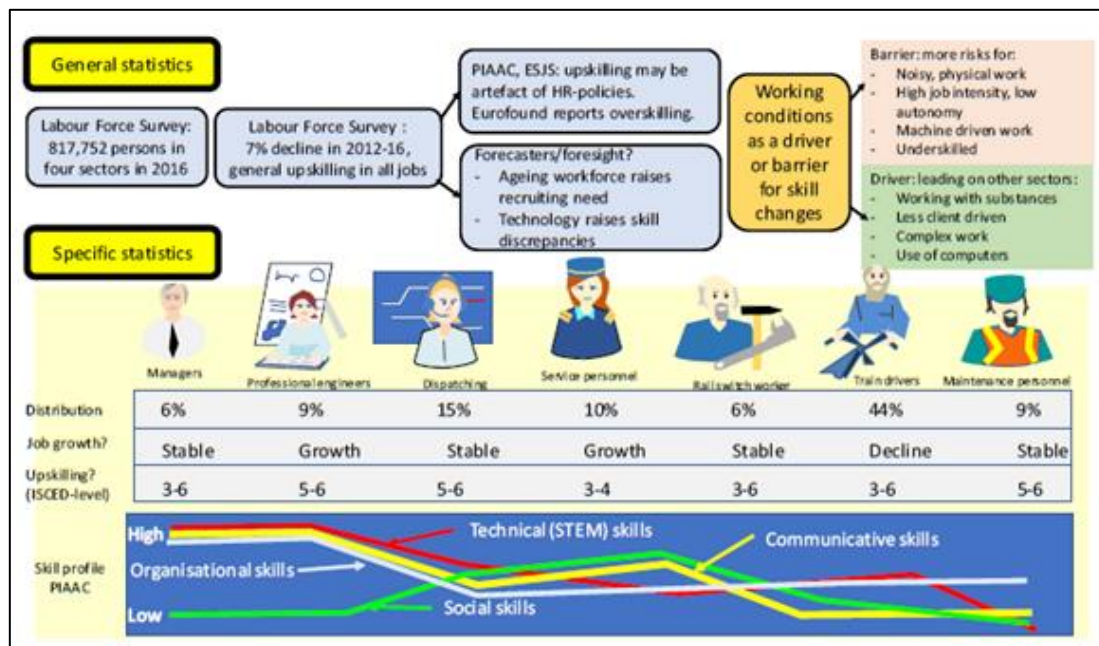 General statistics
Labour Force Survey:
817,752 persons in
four sectors in 2016
Labour Force Survey :
7% decline in 2012-16,
general upskilling in all jobs
PIAAC, ESJS: upskilling may be
artefact of HR-policies.
Eurofound reports overskilling.
Forecasters/foresight?
- Ageing workforce raises
recruiting need
- Technology raises skill
discrepancies
Working
conditions
as a driver
or barrier
for skill
changes
Barrier: more risks for:
- Noisy, physical work
- High job intensity, low
autonomy
- Machine driven work
- Underskilled
Driver: leading on other sectors:
- Working with substances
- Less client driven
- Complex work
- Use of computers
Specific statistics
Managers Professional engineers Dispatching Service personnel Rail switch worker Train drivers Maintenance personnel
Distribution 6% 9% 15% 10% 6% 44% 9%
Job growth? Stable Growth Stable Growth Stable Decline Stable
Upskilling?
(ISCED-level) 3-6 5-6 5-6 3-4 3-6 3-6 5-6
Skill profile
PIAAC
High
Technical (STEM) skills
Communicative skills
Organisational skills
Social skills
Low